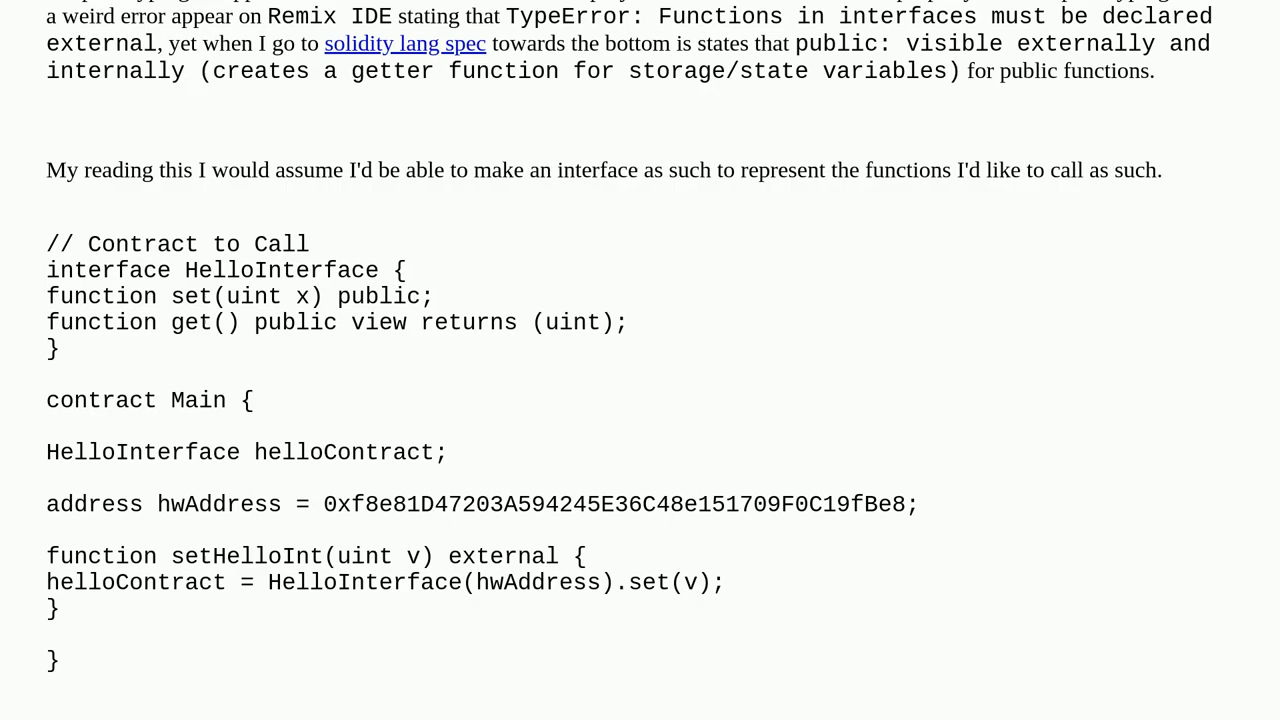 a weird error appear on Remix IDE stating that TypeError: Functions in interfaces must be declared
external, yet when I go to solidity lang spec towards the bottom is states that public: visible externally and
internally (creates a getter function for storage/state variables) for public functions.
My reading this I would assume I'd be able to make an interface as such to represent the functions I'd like to call as such.
// Contract to Call
interface HelloInterface {
function set(uint x) public;
function get() public view returns (uint);
}
contract Main {
HelloInterface helloContract;
address hwAddress = 0xf8e81D47203A594245E36C48e151709F0C19fBe8;
function setHelloInt(uint v) external {
helloContract = HelloInterface(hwAddress).set(v);
}
}